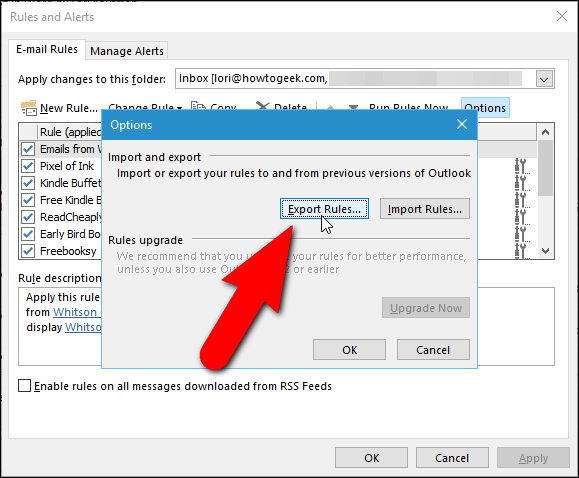 Rules and Alerts
E-mail Rules
Manage Alerts
Apply changes to this folder:
Inbox [lori@howtogeek.com,
New Rule... Change Rule Copy... Delete Run Rules Now... Options
Rule (applied
Emails from W
Pixel of Ink
Kindle Buffet
Free Kindle B
ReadCheaply
Early Bird Boo
Freebooksy
Options
Import and export
Import or export your rules to and from previous versions of Outlook
Export Rules... Import Rules...
Rules upgrade
We recommend that you your rules for better performance,
unless you also use or earlier
Upgrade Now
OK Cancel
Rule description
Apply this rule
from Whitson
display Whitso
Enable rules on all messages downloaded from RSS Feeds
OK Cancel Apply